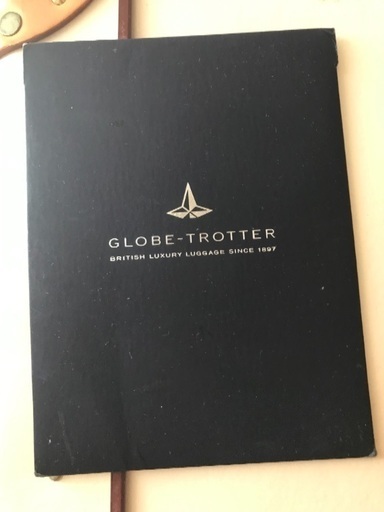 GLOBE-TROTTER
BRITISH LUXURY LUGGAGE SINCE 1897